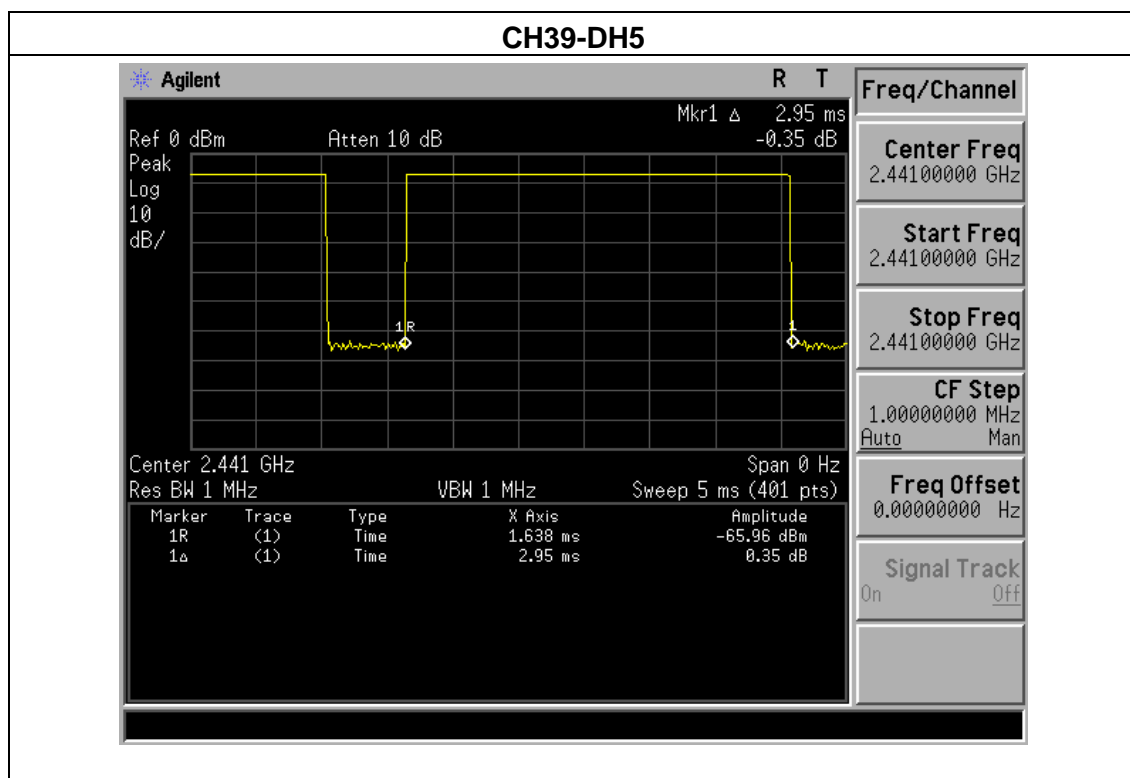 CH39-DH5
Agilent R T
Mkr1 Δ 2.95 ms
Ref 0 dBm Atten 10 dB -0.35 dB
Peak
Log
10
dB/
1R
1
Center 2.441 GHz Span 0 Hz
Res BW 1 MHz VBW 1 MHz Sweep 5 ms (401 pts)
Marker Trace Type X Axis Amplitude
1R (1) Time 1.638 ms -65.96 dBm
1Δ (1) Time 2.95 ms 0.35 dB
Freq/Channel
Center Freq
2.44100000 GHz
Start Freq
2.44100000 GHz
Stop Freq
2.44100000 GHz
CF Step
1.00000000 MHz
Auto Man
Freq Offset
0.00000000 Hz
Signal Track
On Off